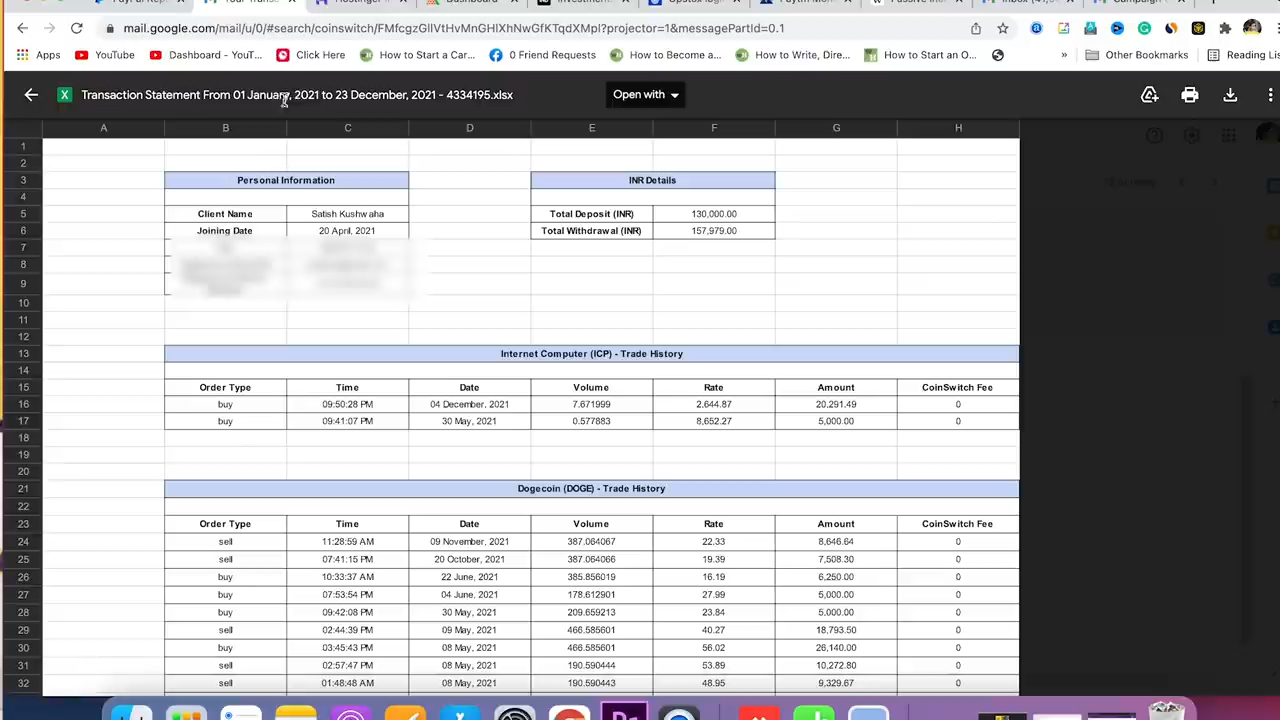 mail.google.com/mail/u/0/#search/coinswitch/FMfcgzGllVtHvMnGHlXhNwGfKTqdXMpl?projector=1&messagePartId=0.1
Apps YouTube Dashboard - YouT... Click Here How to Start a Car... 0 Friend Requests How to Become a... How to Write, Dire... How to Start an O... » Other Bookmarks Reading List
Transaction Statement From 01 January, 2021 to 23 December, 2021 - 4334195.xlsx Open with
A B C D E F G H
1
2
3 Personal Information INR Details
4
5 Client Name Satish Kushwaha Total Deposit (INR) 130,000.00
6 Joining Date 20 April, 2021 Total Withdrawal (INR) 157,979.00
7
8
9
10
11
12
13 Internet Computer (ICP) - Trade History
14
15 Order Type Time Date Volume Rate Amount CoinSwitch Fee
16 buy 09:50:28 PM 04 December, 2021 7.671999 2,644.87 20,291.49 0
17 buy 09:41:07 PM 30 May, 2021 0.577883 8,652.27 5,000.00 0
18
19
20
21 Dogecoin (DOGE) - Trade History
22
23 Order Type Time Date Volume Rate Amount CoinSwitch Fee
24 sell 11:28:59 AM 09 November, 2021 387.064067 22.33 8,646.64 0
25 sell 07:41:15 PM 20 October, 2021 387.064066 19.39 7,508.30 0
26 buy 10:33:37 AM 22 June, 2021 385.856019 16.19 6,250.00 0
27 buy 07:53:54 PM 04 June, 2021 178.612901 27.99 5,000.00 0
28 buy 09:42:08 PM 30 May, 2021 209.659213 23.84 5,000.00 0
29 sell 02:44:39 PM 09 May, 2021 466.585601 40.27 18,793.50 0
30 buy 03:45:43 PM 08 May, 2021 466.585601 56.02 26,140.00 0
31 sell 02:57:47 PM 08 May, 2021 190.590444 53.89 10,272.80 0
32 sell 01:48:48 AM 08 May, 2021 190.590443 48.95 9,329.67 0